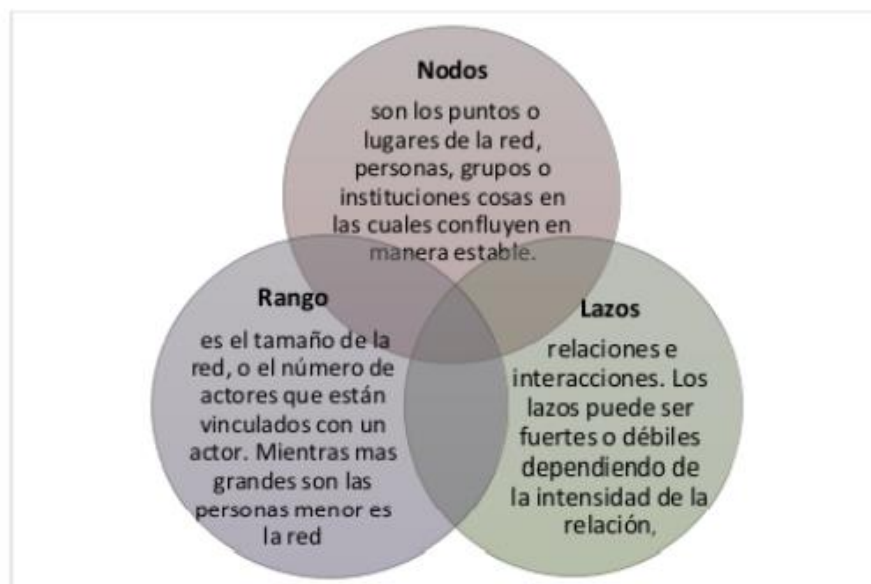 Nodos
son los puntos o
lugares de la red,
personas, grupos o
instituciones cosas en
las cuales confluyen en
manera estable.
Rango
es el tamaño de la
red, o el número de
actores que están
vinculados con un
actor. Mientras mas
grandes son las
personas menor es
la red
Lazos
relaciones e
interacciones. Los
lazos puede ser
fuertes o débiles
dependiendo de
la intensidad de la
relación,